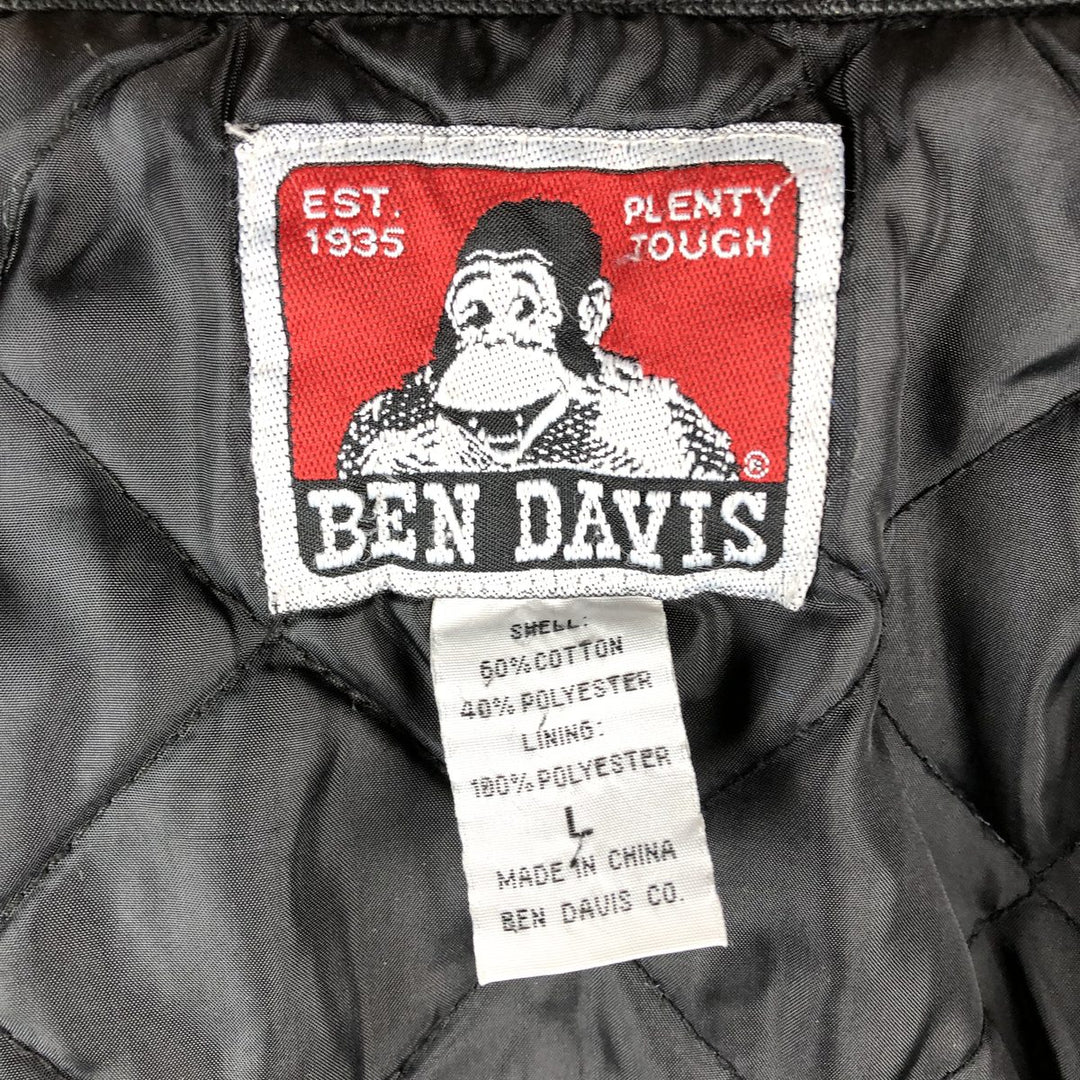 EST.
1935
PLENTY
TOUGH
®
BEN DAVIS
SHELL:
60% COTTON
40% POLYESTER
LINING:
100% POLYESTER
L
MADE IN CHINA
BEN DAVIS CO.